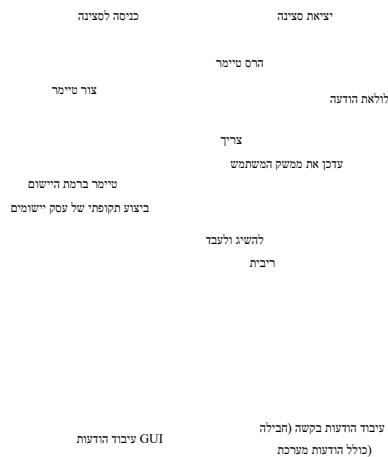 יציאת סצינה
כניסה לסצינה
הרס טיימר
צור טיימר
לולאת הודעה
צריך
עדכן את ממשק המשתמש
טיימר ברמת היישום
ביצוע תקופתי של עסק יישומים
להשיג ולעבד
ריבית
עיבוד הודעות בקשה (חבילה
כולל הודעות מערכת)
GUI עיבוד הודעות